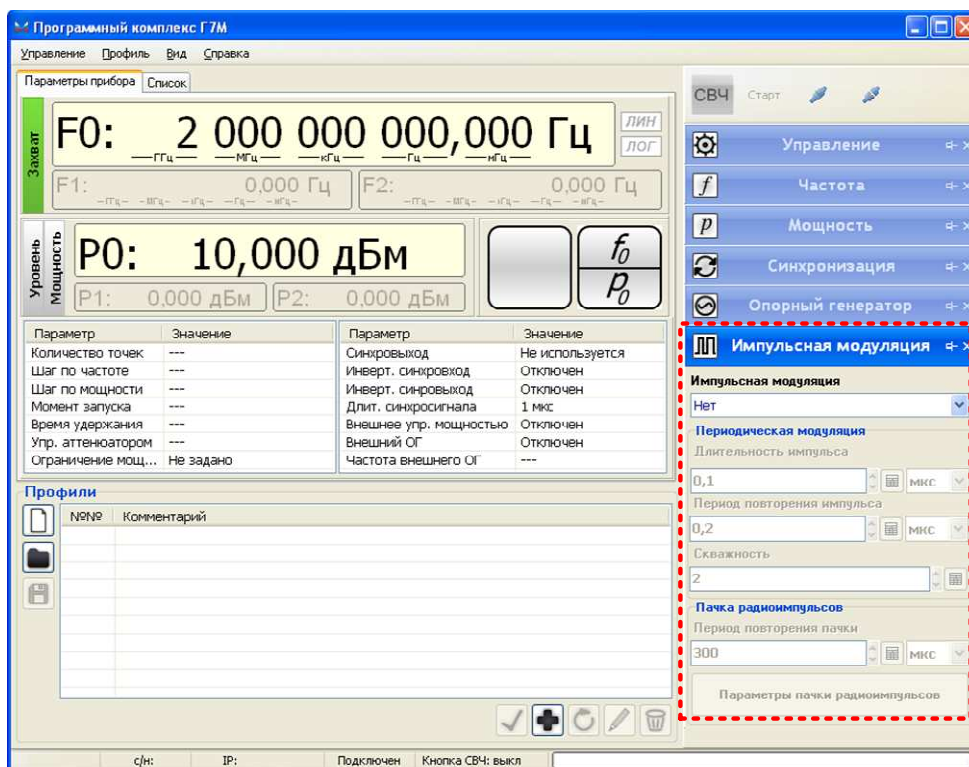 Программный комплекс Г7М
Управление Профиль Вид Справка
Параметры прибора Список
Захват
F0: 2 000 000 000,000 Гц
ГГц МГц кГц Гц мГц
ЛИН
ЛОГ
F1: 0,000 Гц
F2: 0,000 Гц
Уровень
Мощность
P0: 10,000 дБм
P1: 0,000 дБм P2: 0,000 дБм
f0
p0
Параметр Значение
Количество точек ---
Шаг по частоте ---
Шаг по мощности ---
Момент запуска ---
Время удержания ---
Упр. аттенюатором ---
Ограничение мощ... Не задано
Параметр Значение
Синхровыход Не используется
Инверт. синхровход Отключен
Инверт. синровыход Отключен
Длит. синхросигнала 1 мкс
Внешнее упр. мощностью Отключен
Внешний ОГ Отключен
Частота внешнего ОГ ---
Профили
№№ Комментарий
СВЧ Старт
Управление
f Частота
p Мощность
Синхронизация
Опорный генератор
Импульсная модуляция
Импульсная модуляция
Нет
Периодическая модуляция
Длительность импульса
0,1 мкс
Период повторения импульса
0,2 мкс
Скважность
2
Пачка радиоимпульсов
Период повторения пачки
300 мкс
Параметры пачки радиоимпульсов
с/н: IP: Подключен Кнопка СВЧ: выкл